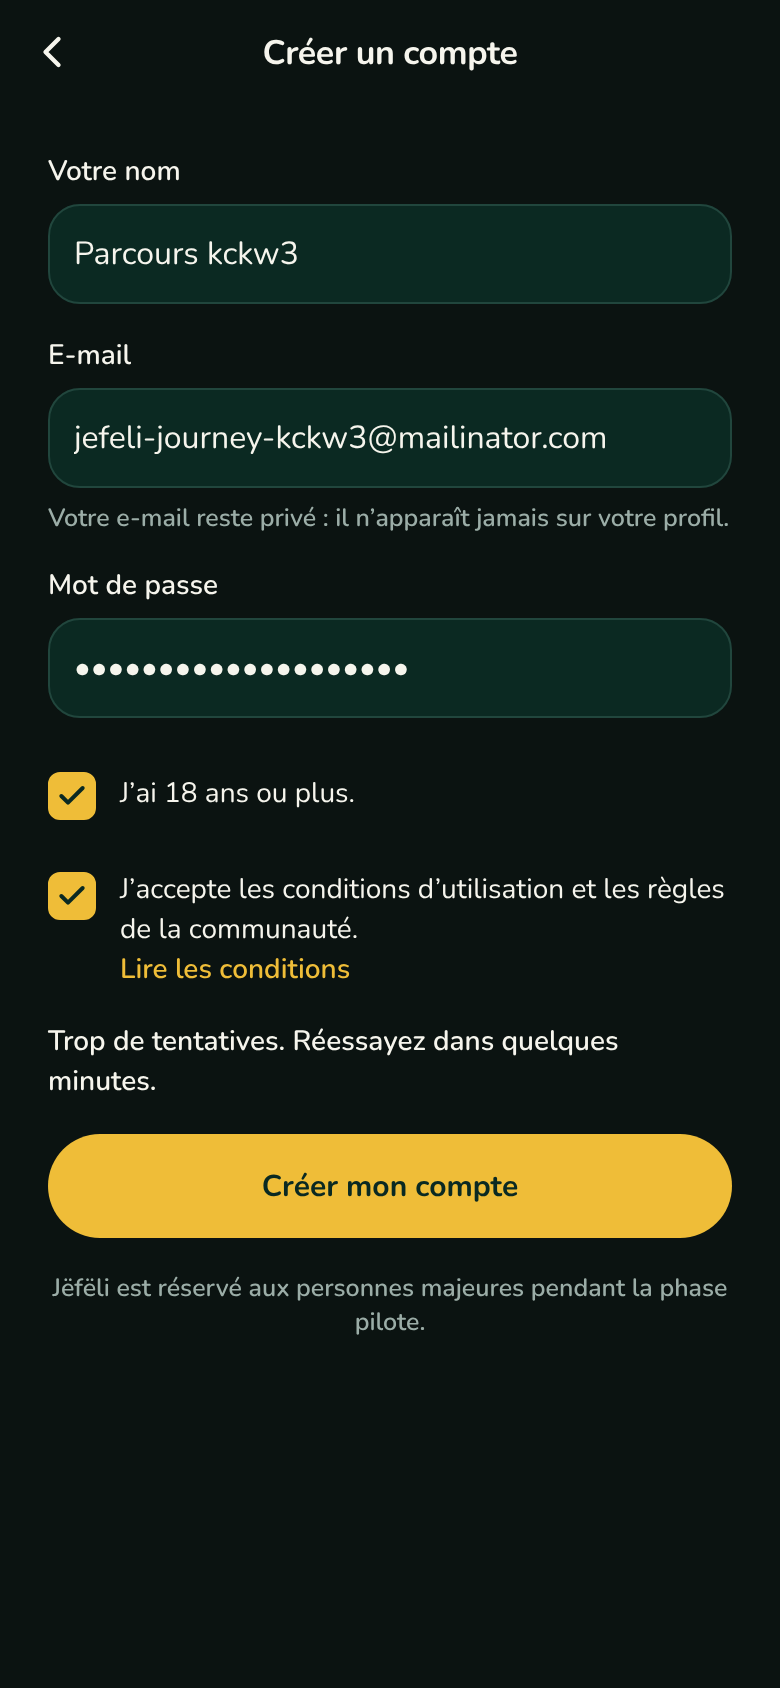 Créer un compte
Votre nom
Parcours kckw3
E-mail
jefeli-journey-kckw3@mailinator.com
Votre e-mail reste privé : il n’apparaît jamais sur votre profil.
Mot de passe
••••••••••••••••••••
J’ai 18 ans ou plus.
J’accepte les conditions d’utilisation et les règles
de la communauté.
Lire les conditions
Trop de tentatives. Réessayez dans quelques
minutes.
Créer mon compte
Jëfëli est réservé aux personnes majeures pendant la phase
pilote.